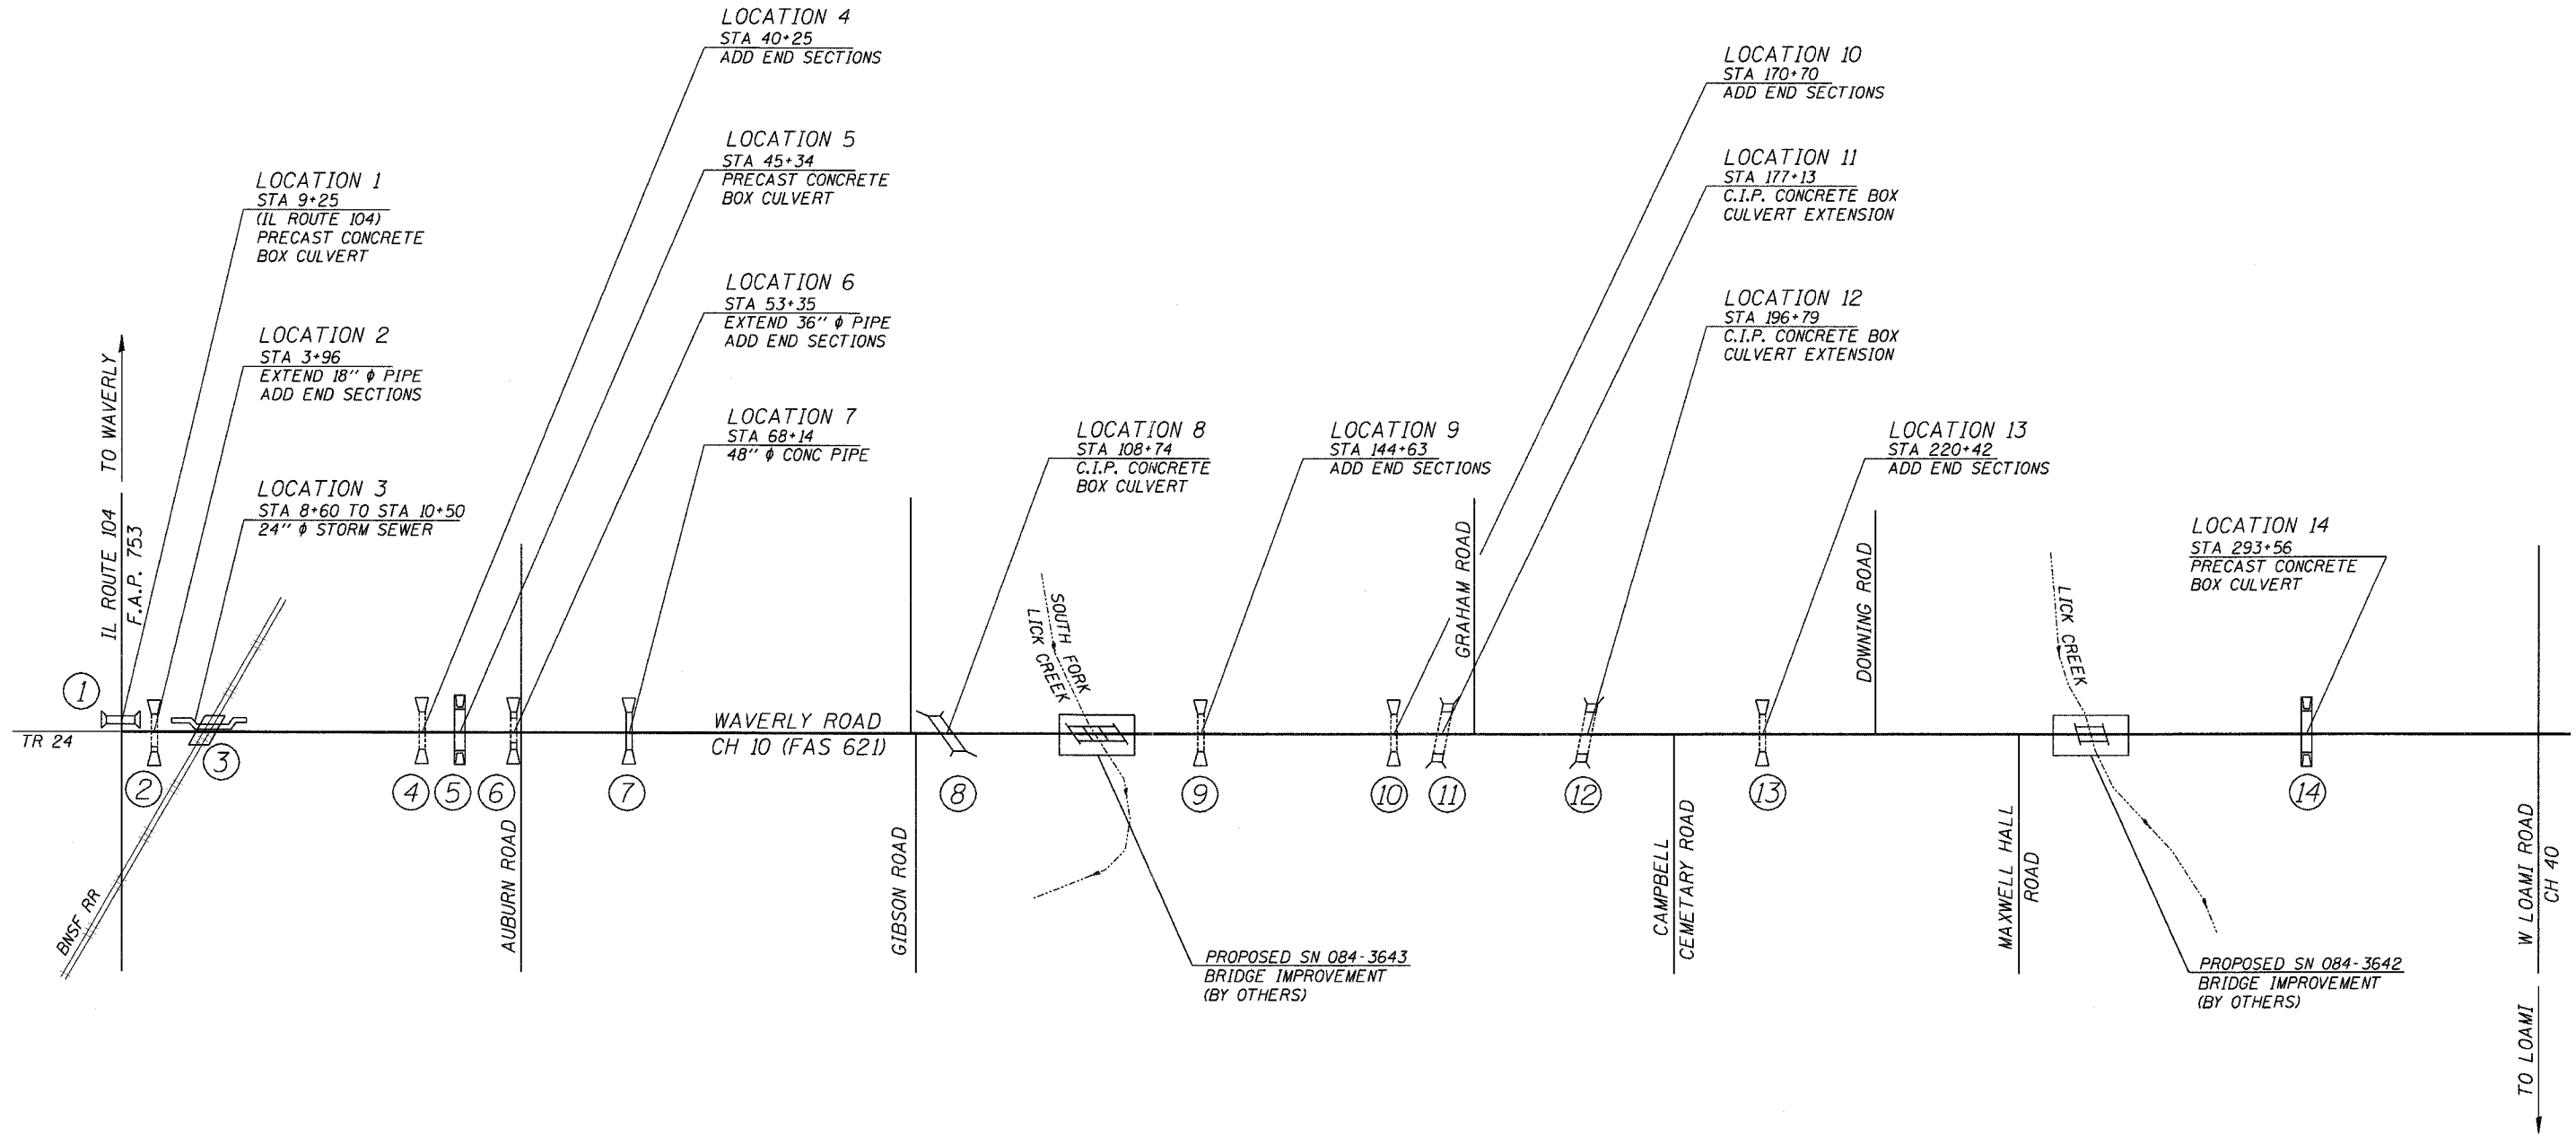 LOCATION 4
STA 40+25
ADD END SECTIONS
LOCATION 10
STA 170+70
ADD END SECTIONS
LOCATION 5
STA 45+34
PRECAST CONCRETE
BOX CULVERT
LOCATION 11
STA 177+13
C.I.P. CONCRETE BOX
CULVERT EXTENSION
LOCATION 1
STA 9+25
(IL ROUTE 104)
PRECAST CONCRETE
BOX CULVERT
LOCATION 6
STA 53+35
EXTEND 36" φ PIPE
ADD END SECTIONS
LOCATION 12
STA 196+79
C.I.P. CONCRETE BOX
CULVERT EXTENSION
LOCATION 2
STA 3+96
EXTEND 18" φ PIPE
ADD END SECTIONS
LOCATION 7
STA 68+14
48" φ CONC PIPE
LOCATION 8
STA 108+74
C.I.P. CONCRETE
BOX CULVERT
LOCATION 9
STA 144+63
ADD END SECTIONS
LOCATION 13
STA 220+42
ADD END SECTIONS
LOCATION 3
STA 8+60 TO STA 10+50
24" φ STORM SEWER
LOCATION 14
STA 293+56
PRECAST CONCRETE
BOX CULVERT
TO WAVERLY
IL ROUTE 104
F.A.P. 753
SOUTH FORK
LICK CREEK
GRAHAM ROAD
DOWNING ROAD
LICK CREEK
1
TR 24
WAVERLY ROAD
CH 10 (FAS 621)
2
3
4
5
6
7
8
9
10
11
12
13
14
BNSF RR
AUBURN ROAD
GIBSON ROAD
CAMPBELL
CEMETARY ROAD
MAXWELL HALL
ROAD
W LOAMI ROAD
CH 40
TO LOAMI
PROPOSED SN 084-3643
BRIDGE IMPROVEMENT
(BY OTHERS)
PROPOSED SN 084-3642
BRIDGE IMPROVEMENT
(BY OTHERS)